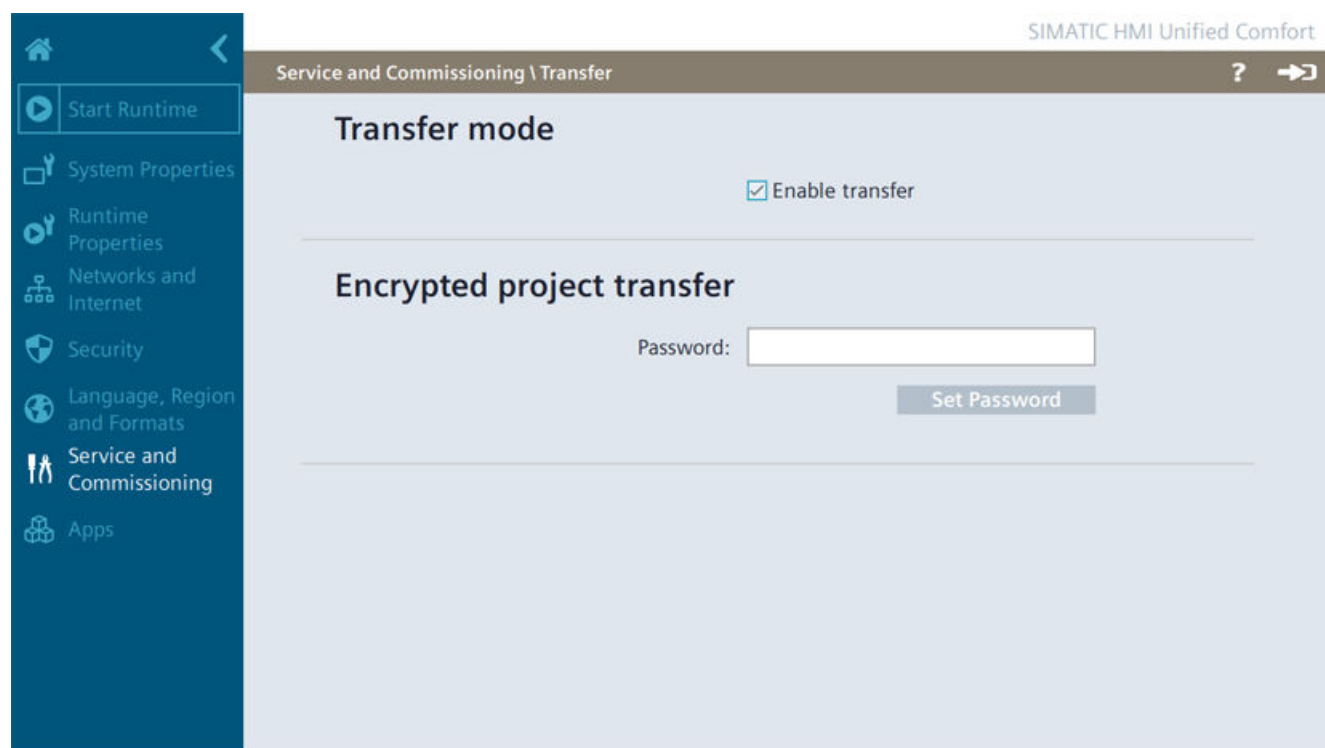 SIMATIC HMI Unified Comfort
Service and Commissioning \ Transfer
?
Start Runtime
System Properties
Runtime
Properties
Networks and
Internet
Security
Language, Region
and Formats
Service and
Commissioning
Apps
Transfer mode
Enable transfer
Encrypted project transfer
Password:
Set Password